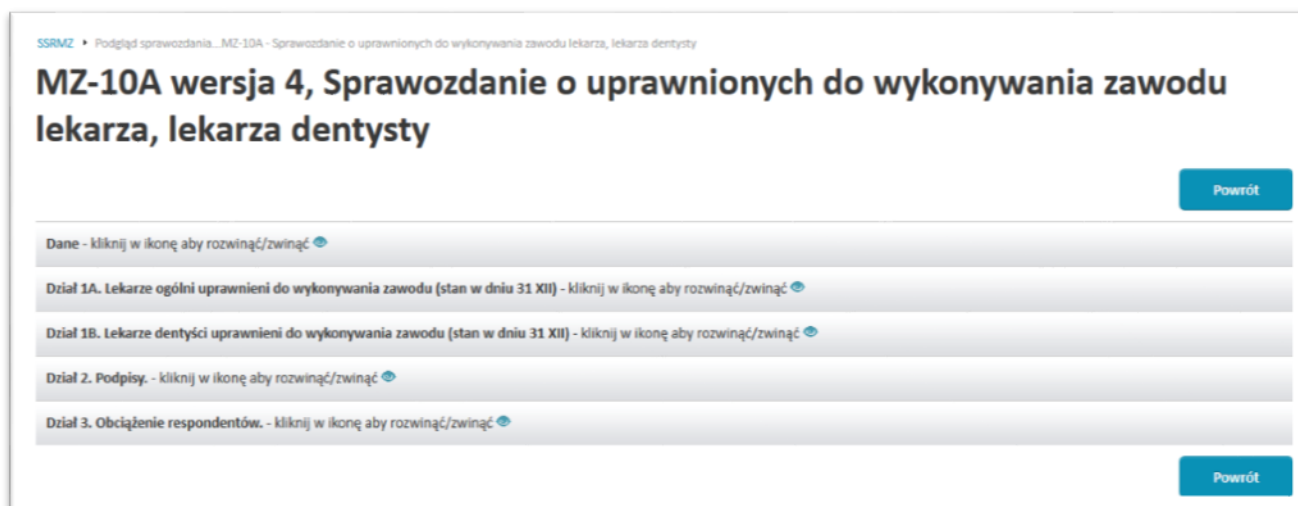 SSRMZ ▸ Podgląd sprawozdania...MZ-10A - Sprawozdanie o uprawnionych do wykonywania zawodu lekarza, lekarza dentysty
MZ-10A wersja 4, Sprawozdanie o uprawnionych do wykonywania zawodu
lekarza, lekarza dentysty
Powrót
Dane - kliknij w ikonę aby rozwinąć/zwinąć
Dział 1A. Lekarze ogólni uprawnieni do wykonywania zawodu (stan w dniu 31 XII) - kliknij w ikonę aby rozwinąć/zwinąć
Dział 1B. Lekarze dentyści uprawnieni do wykonywania zawodu (stan w dniu 31 XII) - kliknij w ikonę aby rozwinąć/zwinąć
Dział 2. Podpisy. - kliknij w ikonę aby rozwinąć/zwinąć
Dział 3. Obciążenie respondentów. - kliknij w ikonę aby rozwinąć/zwinąć
Powrót